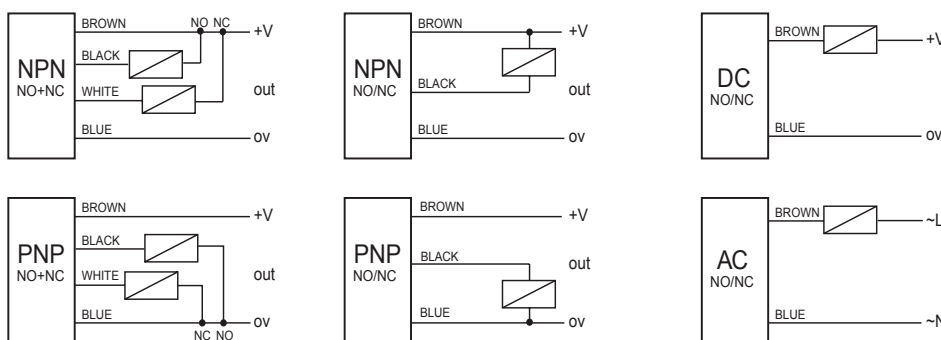 BROWN NO NC +V
BLACK
NPN
NO+NC
WHITE out
BLUE ov
BROWN +V
NPN
NO/NC
BLACK out
BLUE ov
BROWN +V
DC
NO/NC
BLUE ov
BROWN +V
BLACK
PNP
NO+NC
WHITE out
BLUE ov
NC NO
BROWN +V
BLACK out
PNP
NO/NC
BLUE ov
BROWN ~L
AC
NO/NC
BLUE ~N